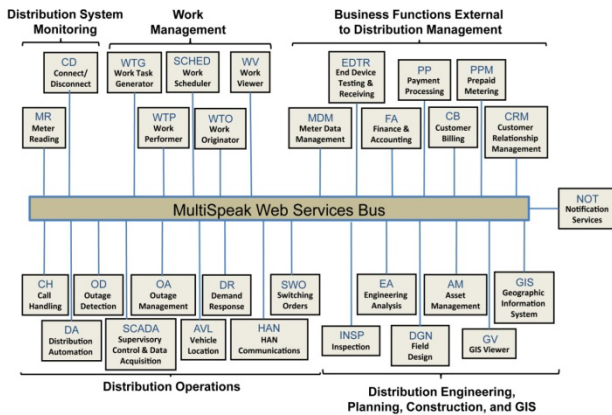 Distribution System
Monitoring
Work
Management
Business Functions External
to Distribution Management
CD
Connect/
Disconnect
WTG
Work Task
Generator
SCHED
Work
Scheduler
WV
Work
Viewer
EDTR
End Device
Testing &
Receiving
PP
Payment
Processing
PPM
Prepaid
Metering
MR
Meter
Reading
WTP
Work
Performer
WTO
Work
Originator
MDM
Meter Data
Management
FA
Finance &
Accounting
CB
Customer
Billing
CRM
Customer
Relationship
Management
MultiSpeak Web Services Bus
NOT
Notification
Services
CH
Call
Handling
OD
Outage
Detection
OA
Outage
Management
DR
Demand
Response
SWO
Switching
Orders
EA
Engineering
Analysis
AM
Asset
Management
GIS
Geographic
Information
System
DA
Distribution
Automation
SCADA
Supervisory
Control & Data
Acquisition
AVL
Vehicle
Location
HAN
HAN
Communications
INSP
Inspection
DGN
Field
Design
GV
GIS Viewer
Distribution Operations
Distribution Engineering,
Planning, Construction, and GIS